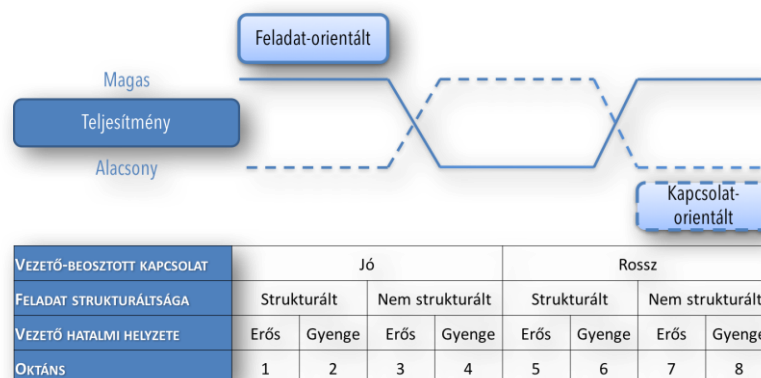 Feladat-orientált
Magas
Teljesítmény
Alacsony
Kapcsolat-
orientált
VEZETŐ-BEOSZTOTT KAPCSOLAT Jó Rossz
FELADAT STRUKTURÁLTSÁGA Strukturált Nem strukturált Strukturált Nem strukturált
VEZETŐ HATALMI HELYZETE Erős Gyenge Erős Gyenge Erős Gyenge Erős Gyenge
OKTÁNS 1 2 3 4 5 6 7 8